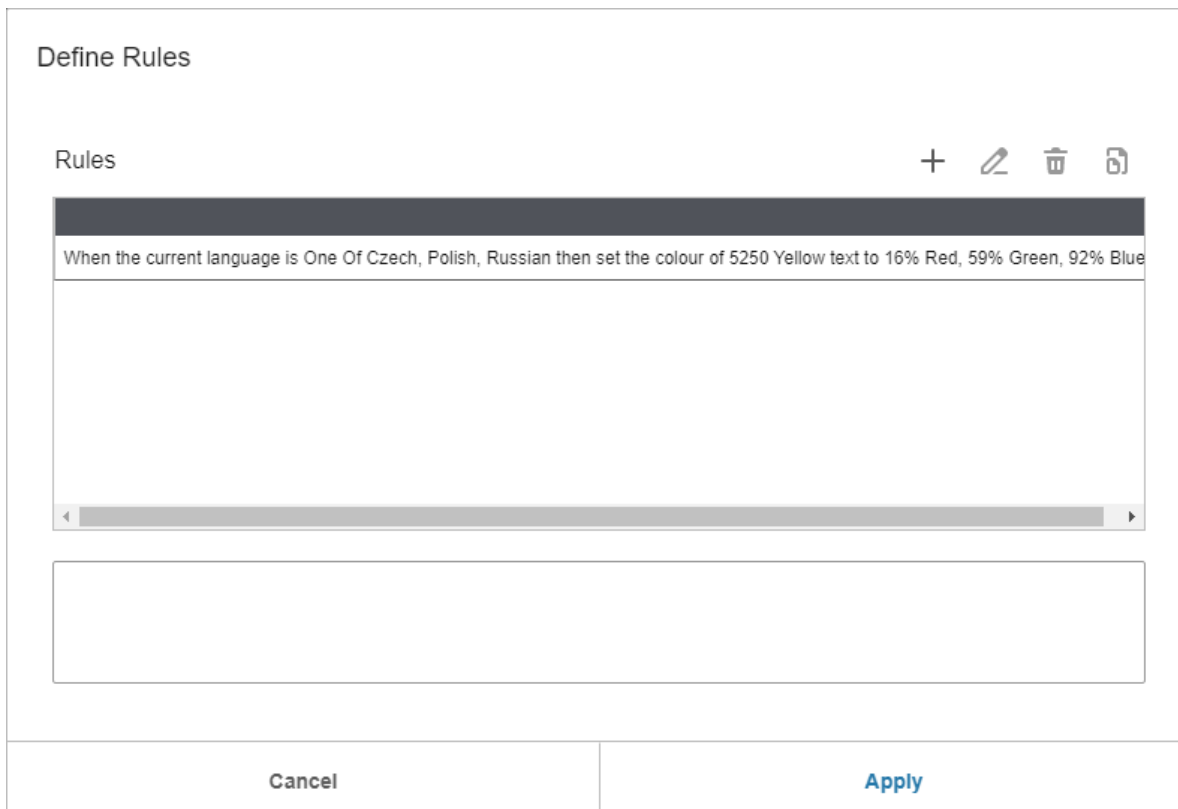 Define Rules
Rules
When the current language is One Of Czech, Polish, Russian then set the colour of 5250 Yellow text to 16% Red, 59% Green, 92% Blue
Cancel
Apply